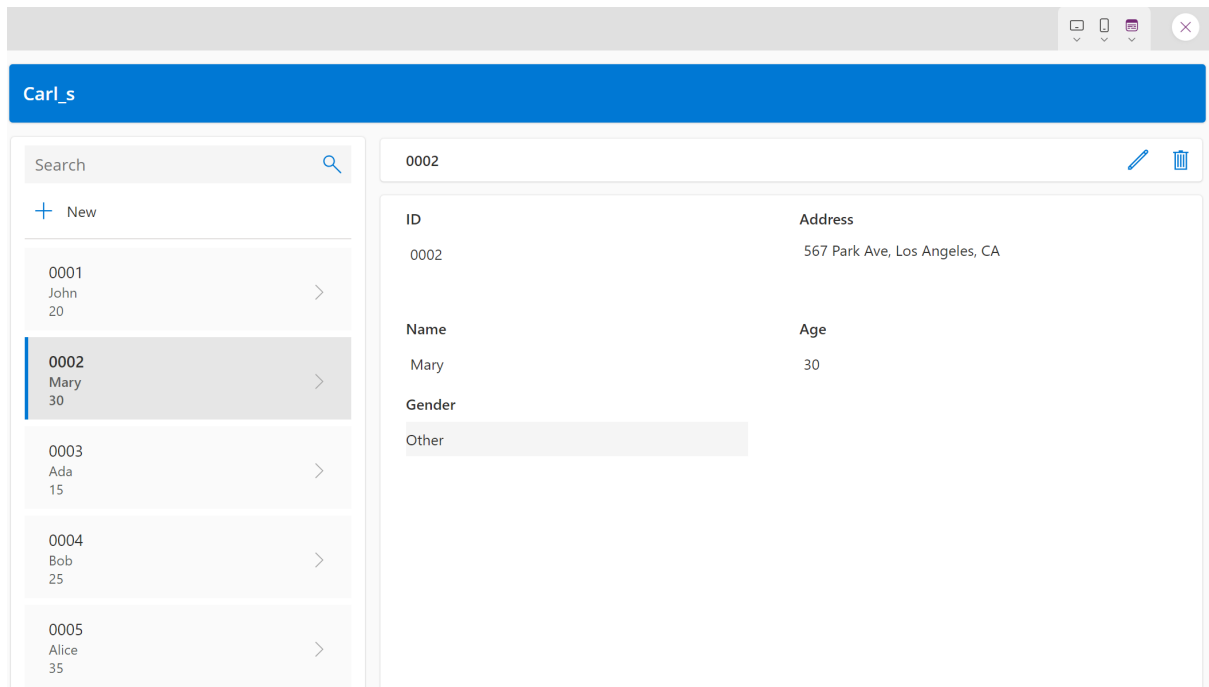 Carl_s
Search
New
0001
John
20
0002
Mary
30
0003
Ada
15
0004
Bob
25
0005
Alice
35
0002
ID
0002
Address
567 Park Ave, Los Angeles, CA
Name
Mary
Age
30
Gender
Other